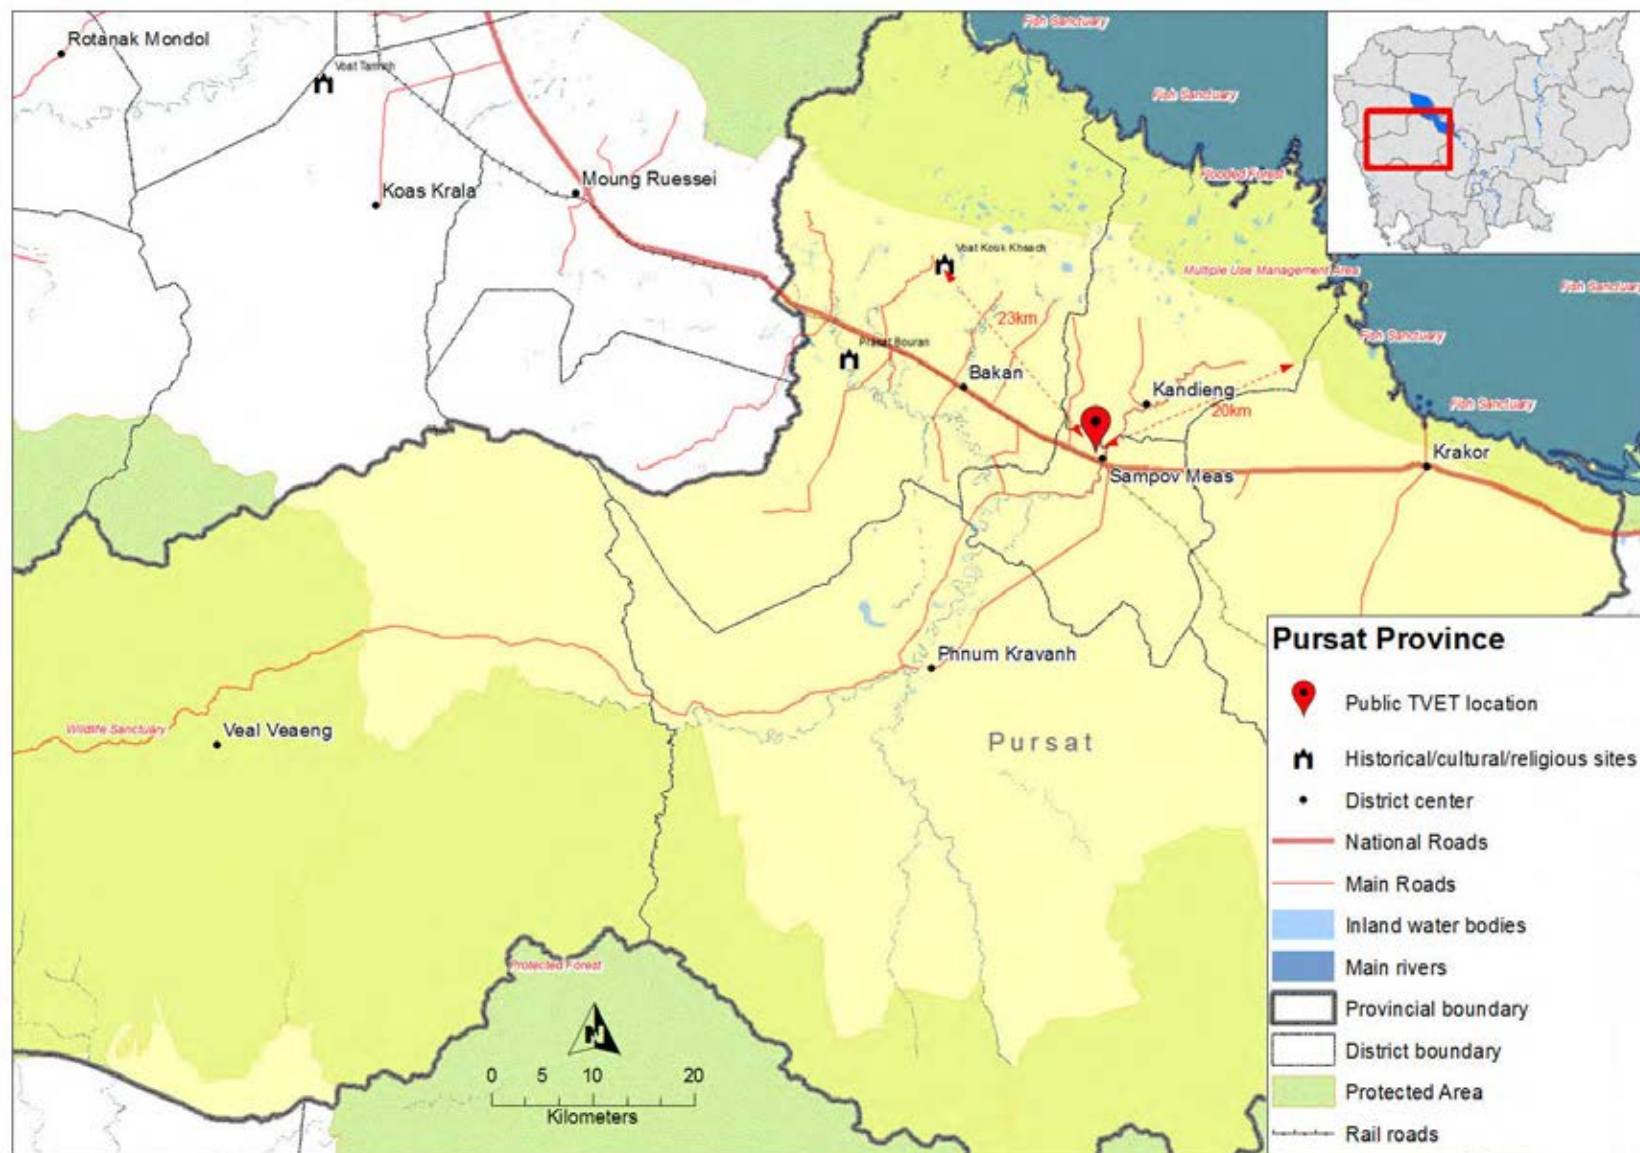 Fish Sanctuary
Rotanak Mondol
Fish Sanctuary
Koas Krala
Moung Ruessei
Flooded Forest
Voat Kosk Khsach
Multiple Use Management Area
Fish Sanctuary
23km
Fish Sanctuary
Prasat Bouran
Bakan
Kandieng
20km
Fish Sanctuary
Krakor
Sampov Meas
Phnum Kravanh
Wildlife Sanctuary
Veal Veaeng
Pursat
Protected Forest
N
0 5 10 20
Kilometers
Pursat Province
Public TVET location
Historical/cultural/religious sites
District center
National Roads
Main Roads
Inland water bodies
Main rivers
Provincial boundary
District boundary
Protected Area
Rail roads